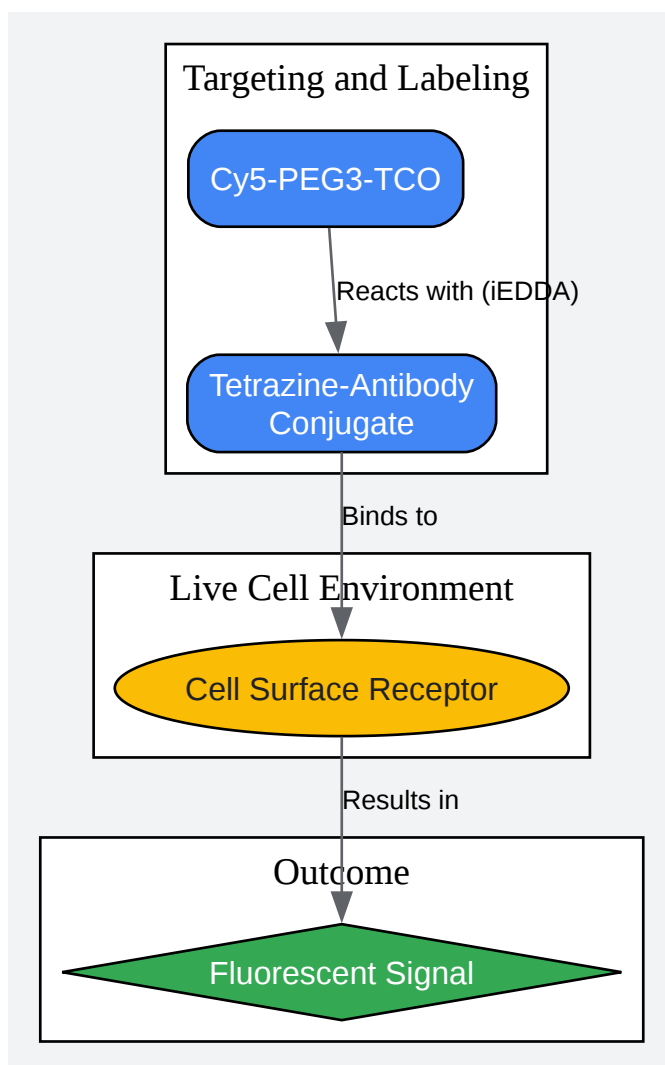 Targeting and Labeling
Cy5-PEG3-TCO
Reacts with (iEDDA)
Tetrazine-Antibody
Conjugate
Binds to
Live Cell Environment
Cell Surface Receptor
Results in
Outcome
Fluorescent Signal